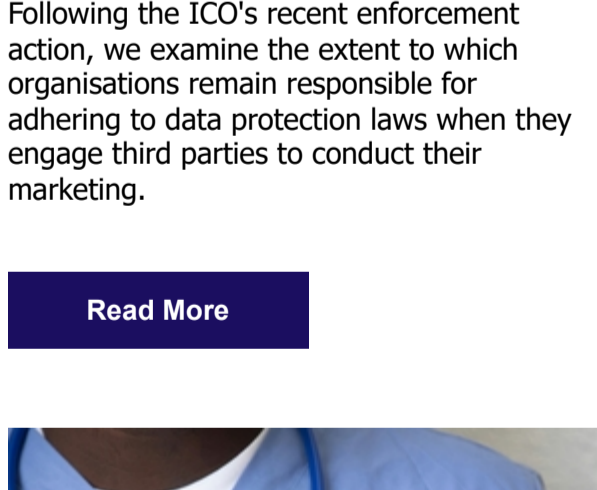 Following the ICO's recent enforcement
action, we examine the extent to which
organisations remain responsible for
adhering to data protection laws when they
engage third parties to conduct their
marketing.
Read More